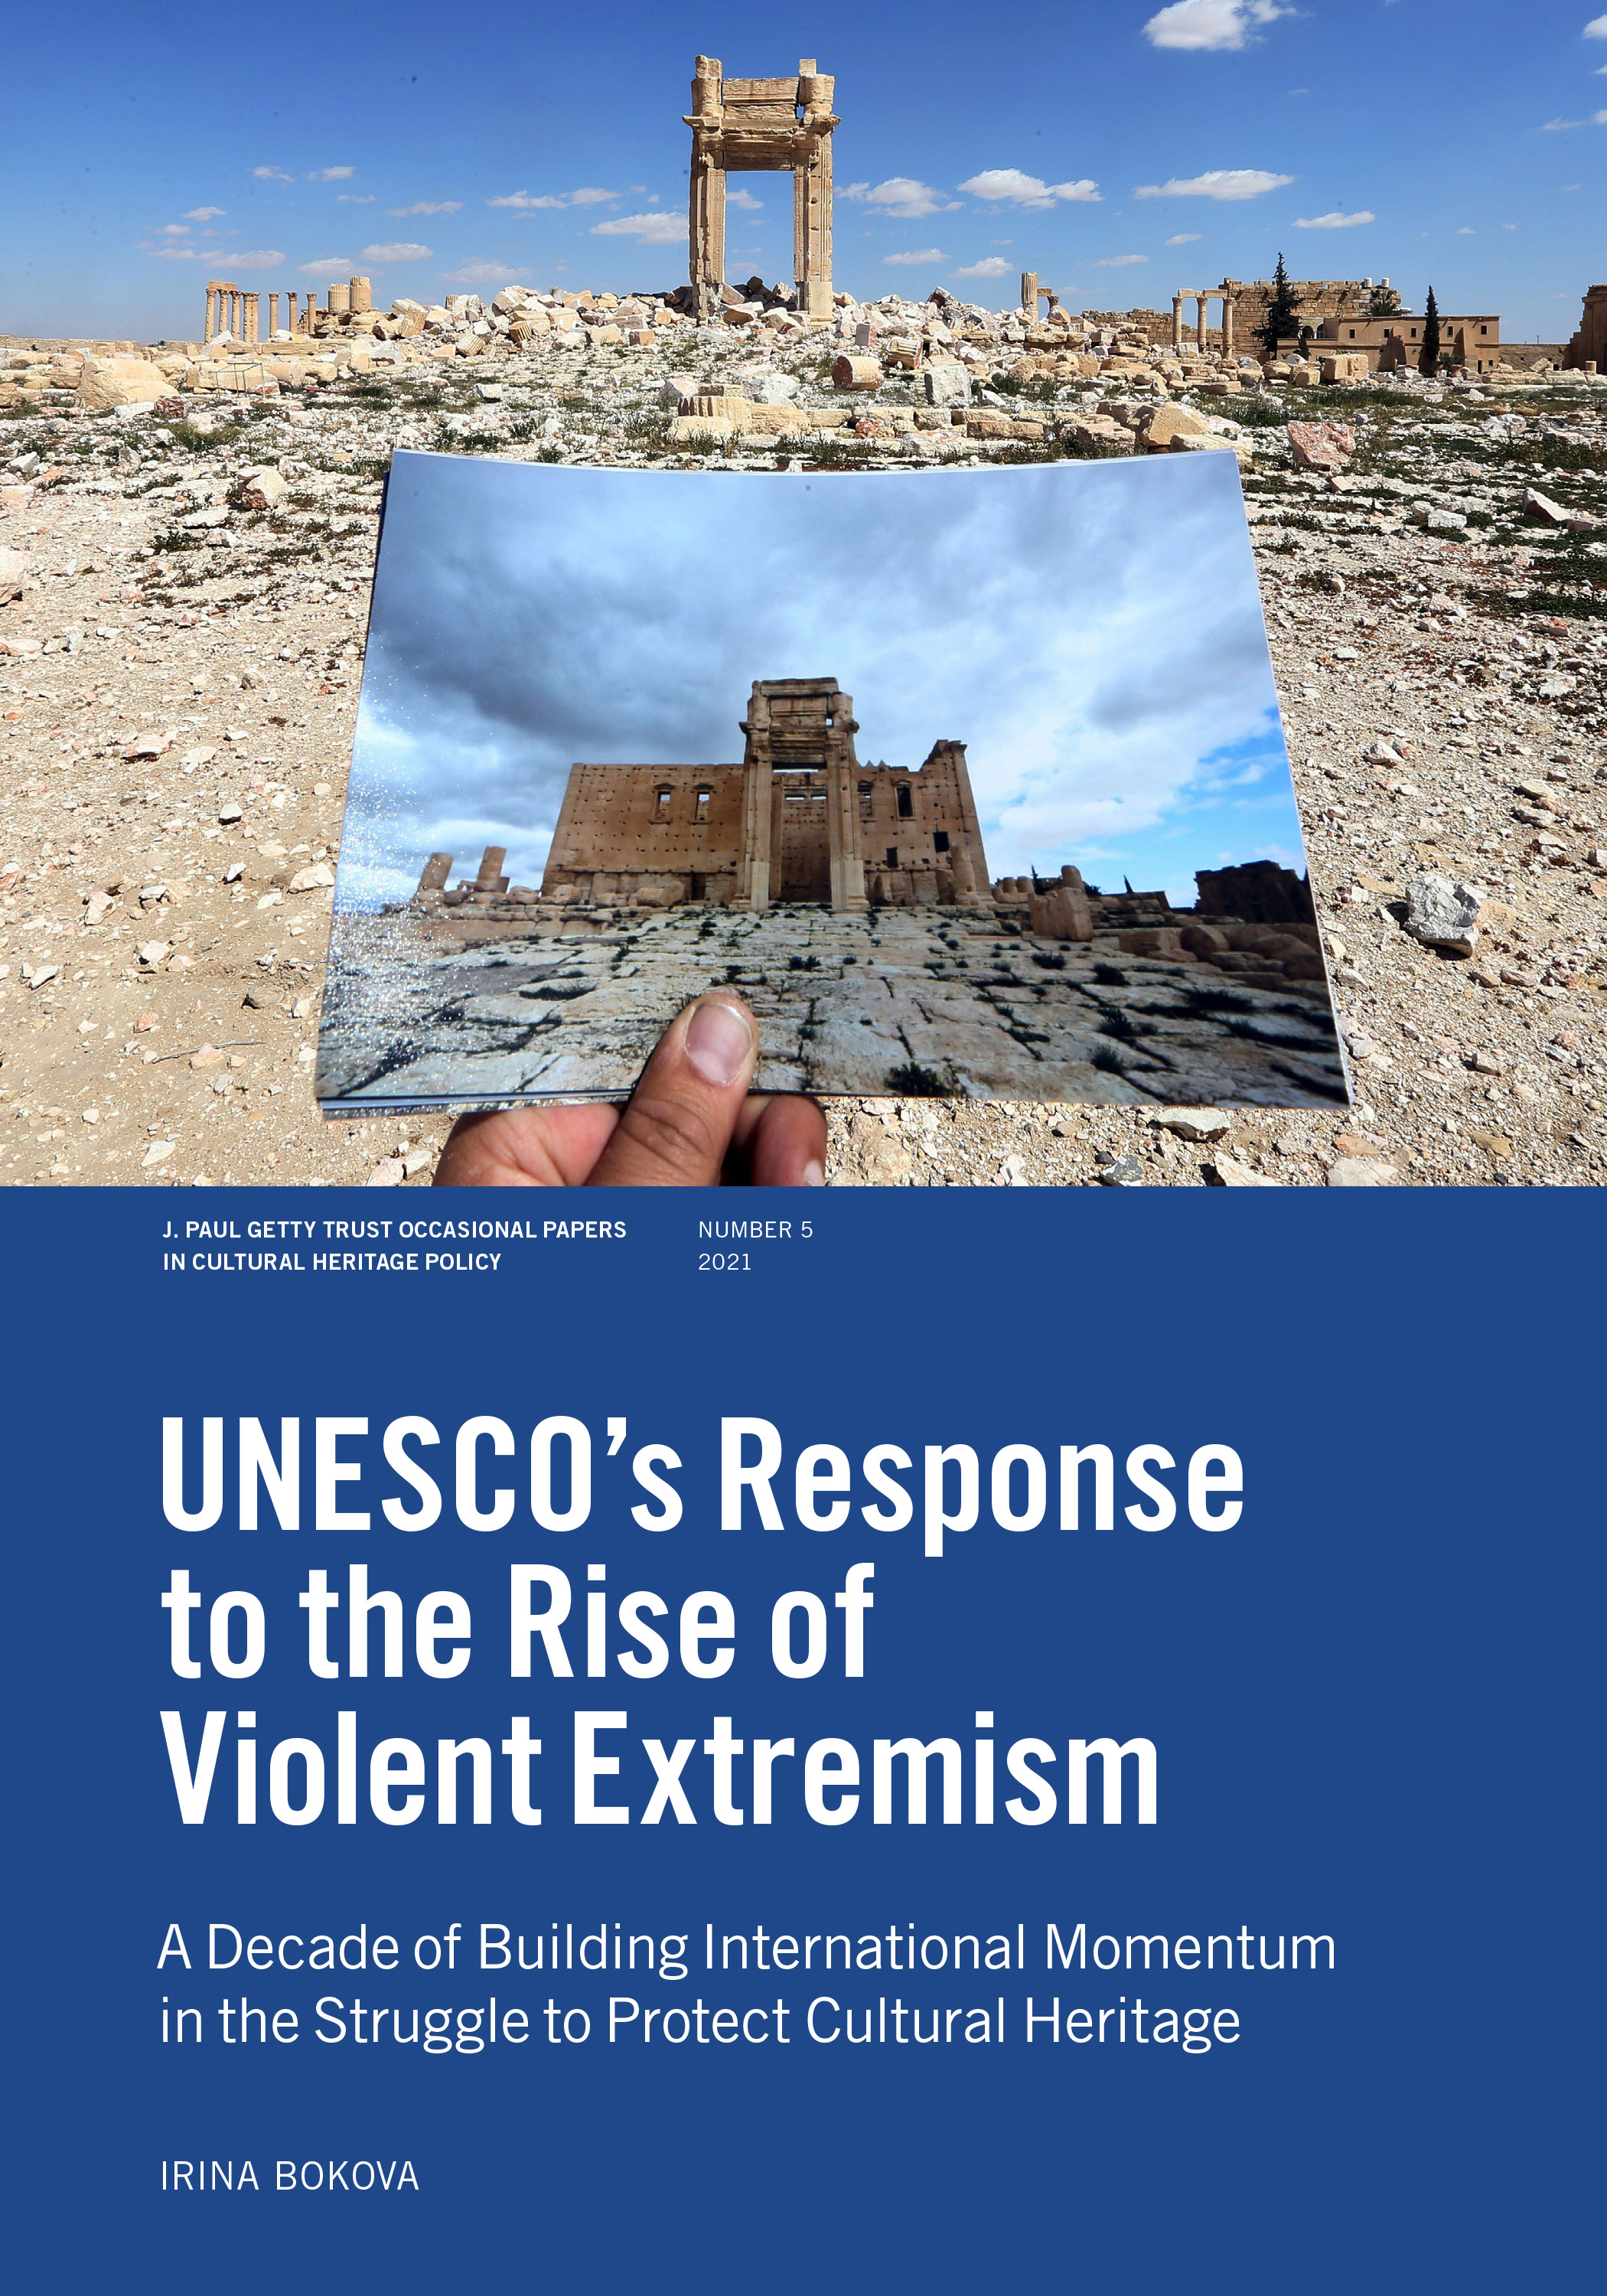 J. PAUL GETTY TRUST OCCASIONAL PAPERS
IN CULTURAL HERITAGE POLICY
NUMBER 5
2021
UNESCO’s Response
to the Rise of
Violent Extremism
A Decade of Building International Momentum
in the Struggle to Protect Cultural Heritage
IRINA BOKOVA